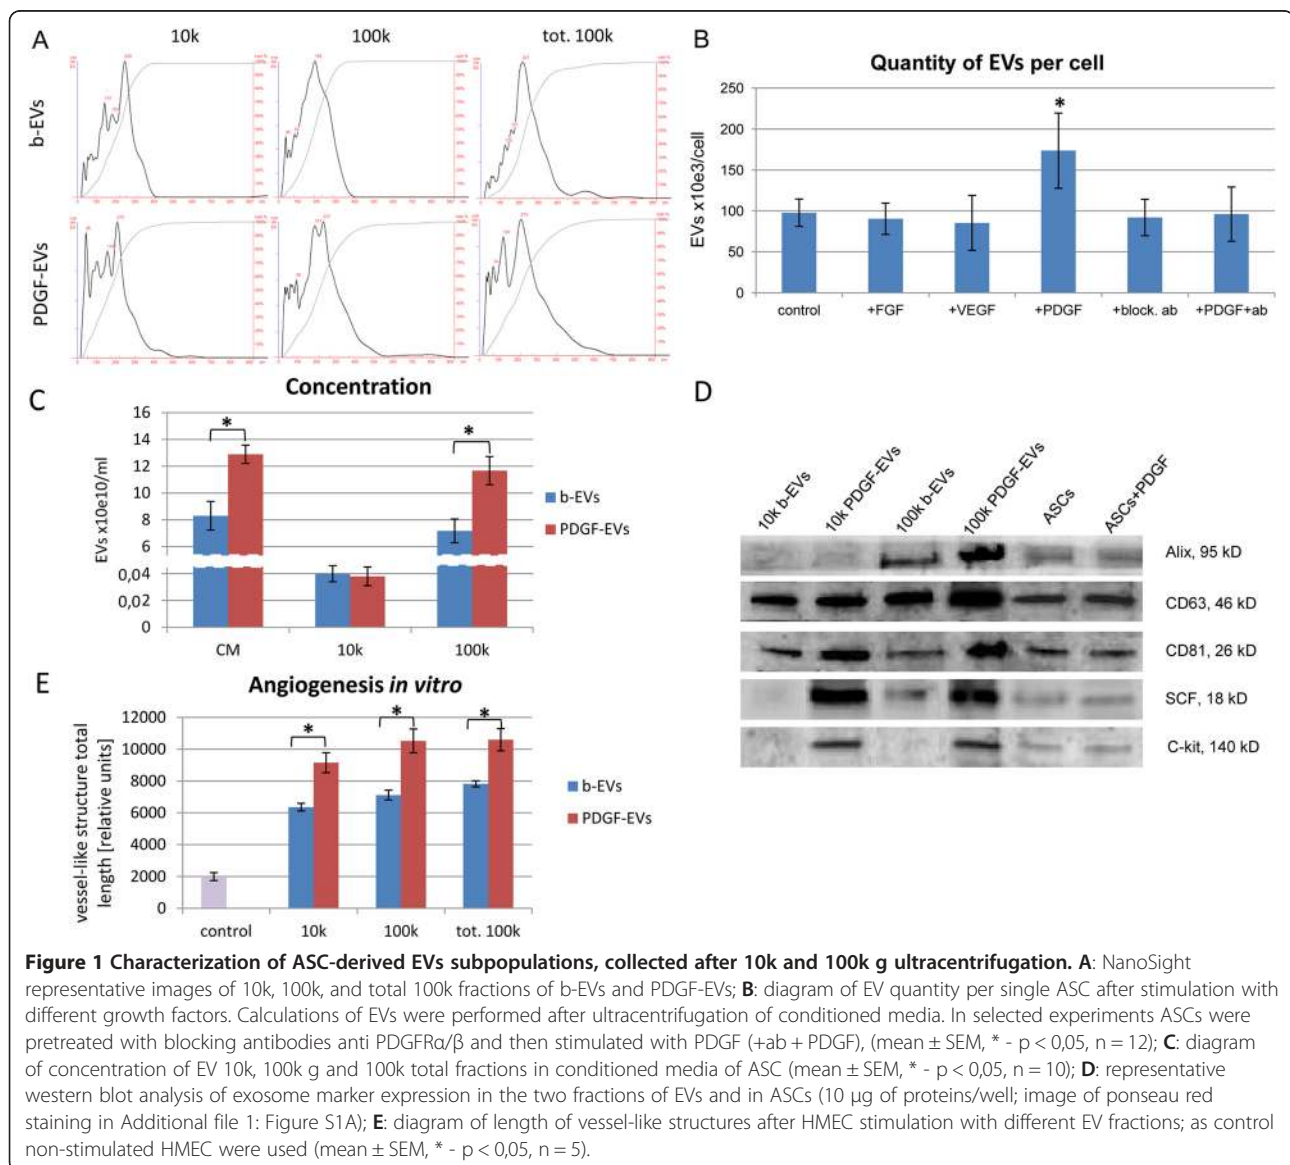 A
10k
100k
tot. 100k
b-EVs
PDGF-EVs
B
Quantity of EVs per cell
EVs x10e3/cell
250
200
150
100
50
0
*
control
+FGF
+VEGF
+PDGF
+block. ab
+PDGF+ab
C
Concentration
EVs x10e10/ml
16
14
12
10
8
6
0,04
0,02
0
*
*
CM
10k
100k
b-EVs
PDGF-EVs
D
10k b-EVs
10k PDGF-EVs
100k b-EVs
100k PDGF-EVs
ASCs
ASCs+PDGF
Alix, 95 kD
CD63, 46 kD
CD81, 26 kD
SCF, 18 kD
C-kit, 140 kD
E
Angiogenesis in vitro
vessel-like structure total
length [relative units]
12000
10000
8000
6000
4000
2000
0
*
*
*
control
10k
100k
tot. 100k
b-EVs
PDGF-EVs
Figure 1 Characterization of ASC-derived EVs subpopulations, collected after 10k and 100k g ultracentrifugation. A: NanoSight
representative images of 10k, 100k, and total 100k fractions of b-EVs and PDGF-EVs; B: diagram of EV quantity per single ASC after stimulation with
different growth factors. Calculations of EVs were performed after ultracentrifugation of conditioned media. In selected experiments ASCs were
pretreated with blocking antibodies anti PDGFRα/β and then stimulated with PDGF (+ab + PDGF), (mean ± SEM, * - p < 0,05, n = 12); C: diagram
of concentration of EV 10k, 100k g and 100k total fractions in conditioned media of ASC (mean ± SEM, * - p < 0,05, n = 10); D: representative
western blot analysis of exosome marker expression in the two fractions of EVs and in ASCs (10 μg of proteins/well; image of ponseau red
staining in Additional file 1: Figure S1A); E: diagram of length of vessel-like structures after HMEC stimulation with different EV fractions; as control
non-stimulated HMEC were used (mean ± SEM, * - p < 0,05, n = 5).